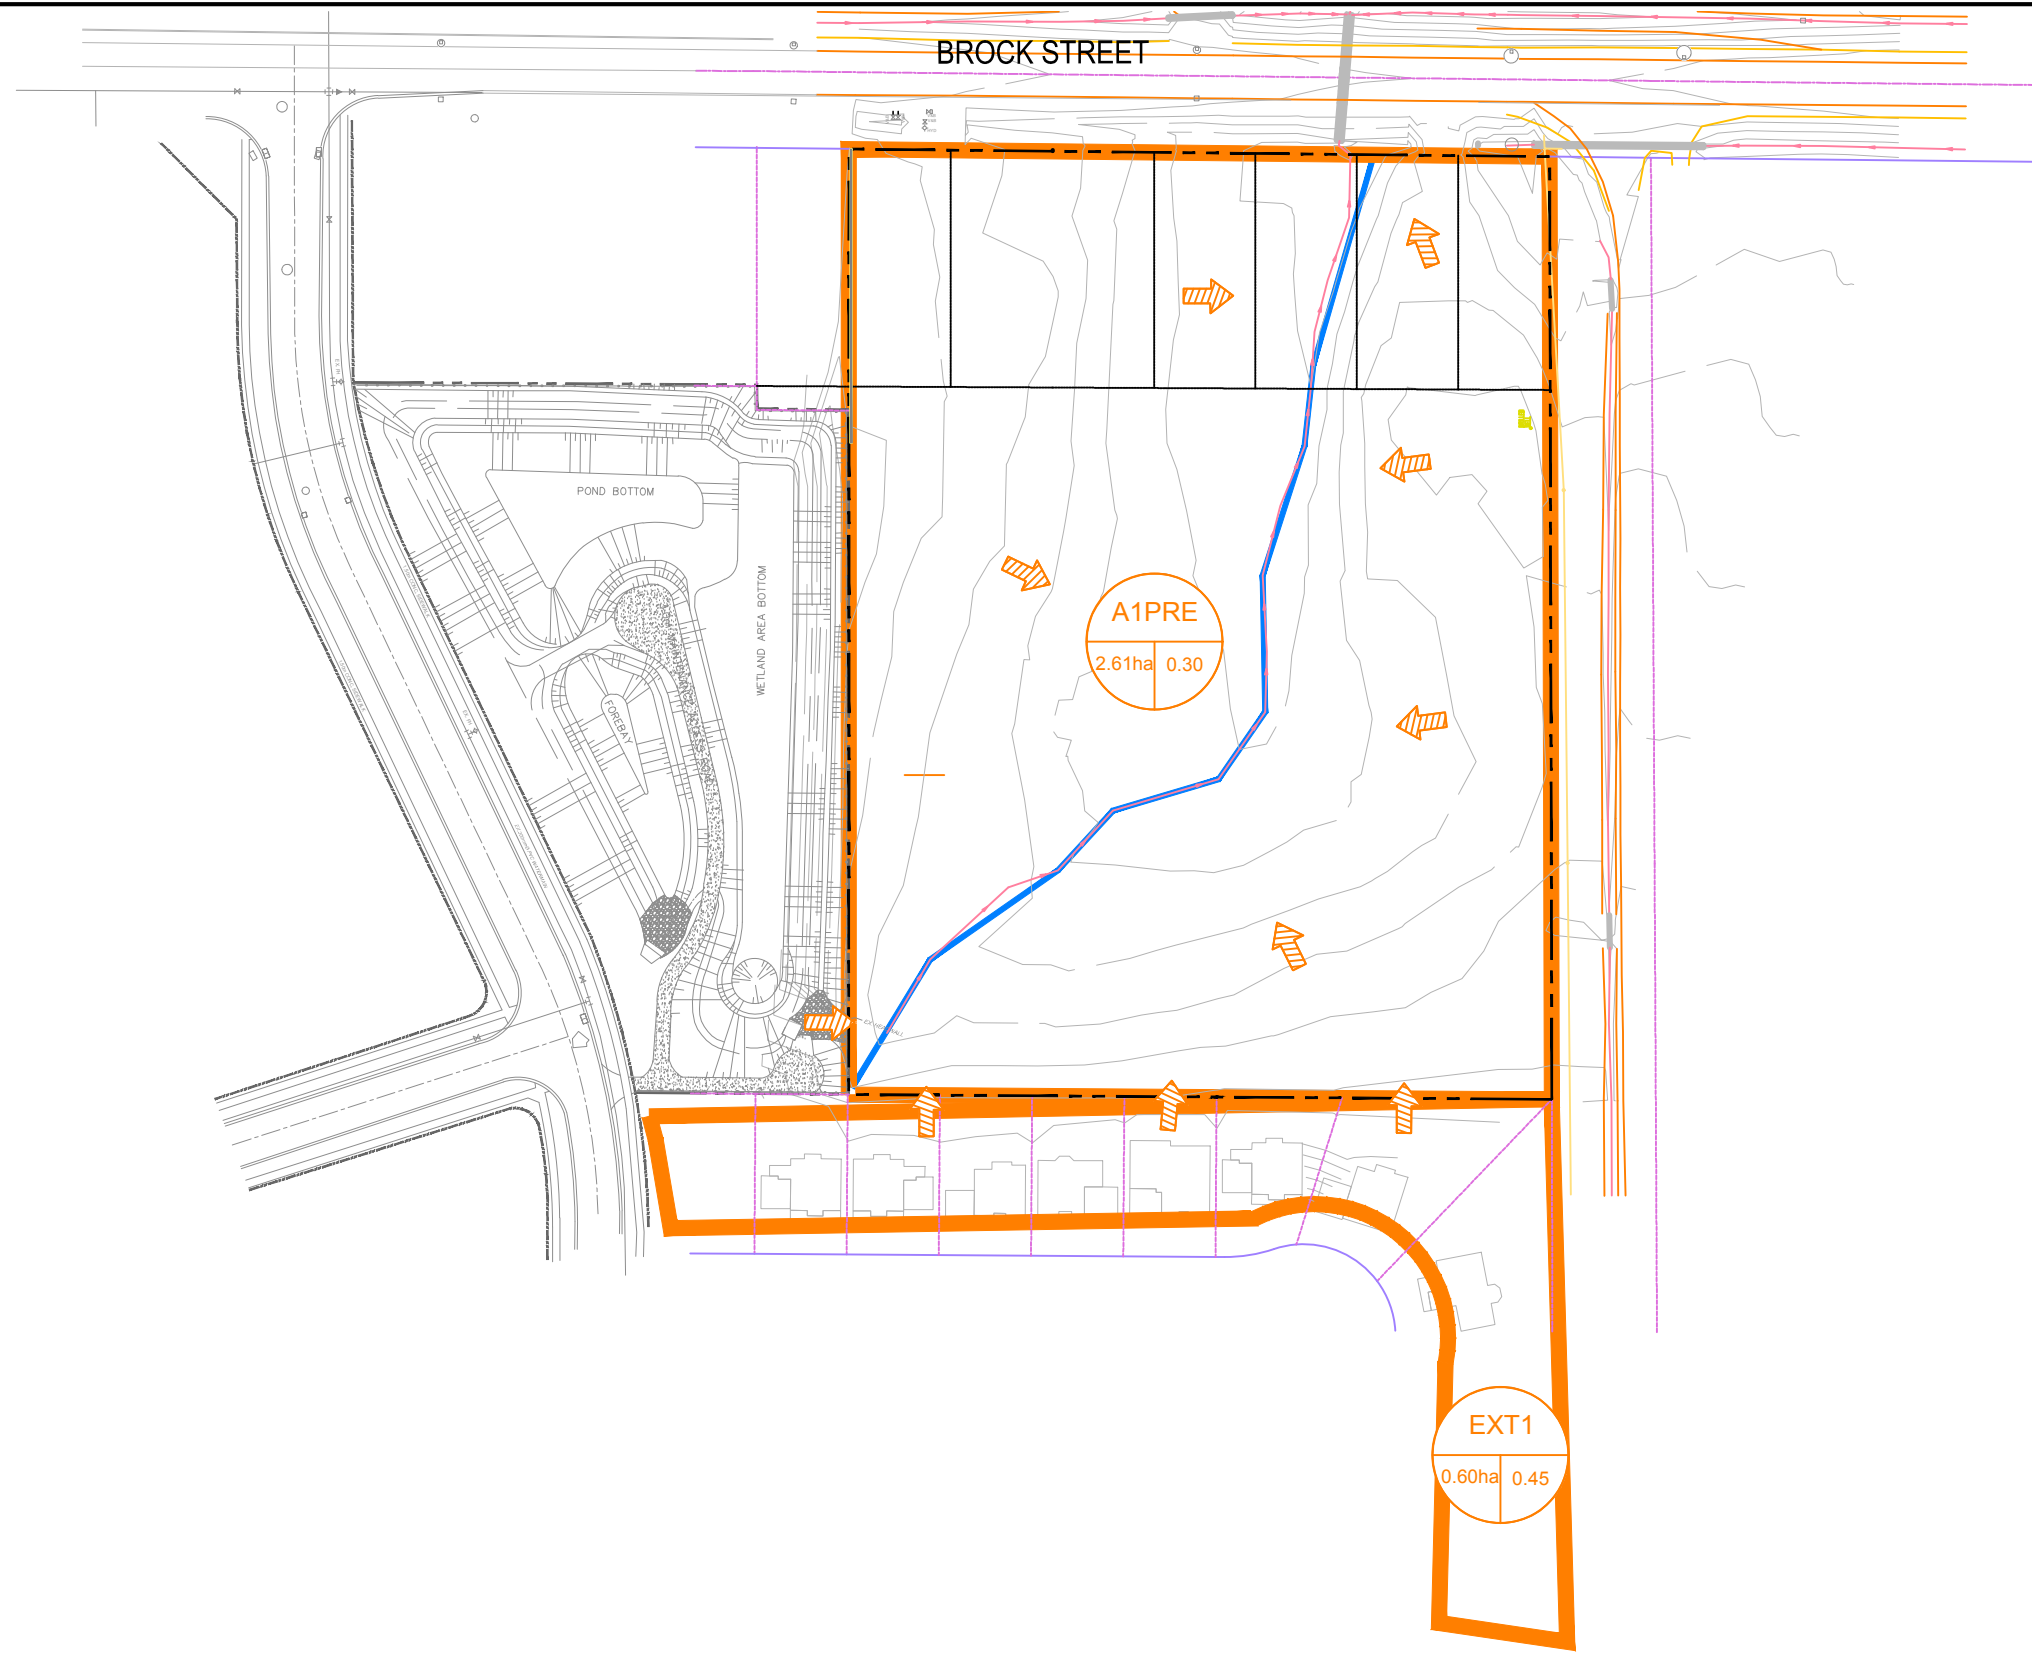 BROCK STREET
POND BOTTOM
WETLAND AREA BOTTOM
FOREBAY
A1PRE
2.61ha 0.30
EXT1
0.60ha 0.45